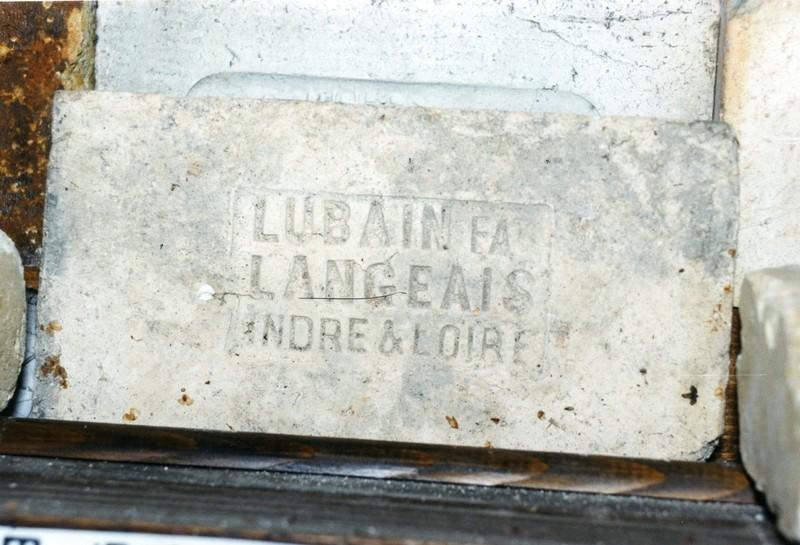 LUBAIN FA
LANGEAIS
INDRE & LOIRE